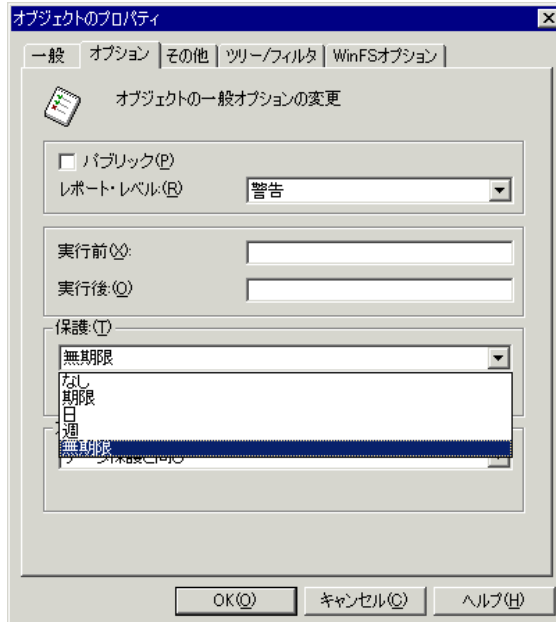 オブジェクトのプロパティ
一般 オプション その他 ツリー/フィルタ WinFSオプション
オブジェクトの一般オプションの変更
パブリック(P)
レポート・レベル:(R) 警告
実行前(X):
実行後:(O)
保護:(T)
無期限
なし
期限
日
週
無期限
OK(O) キャンセル(C) ヘルプ(H)